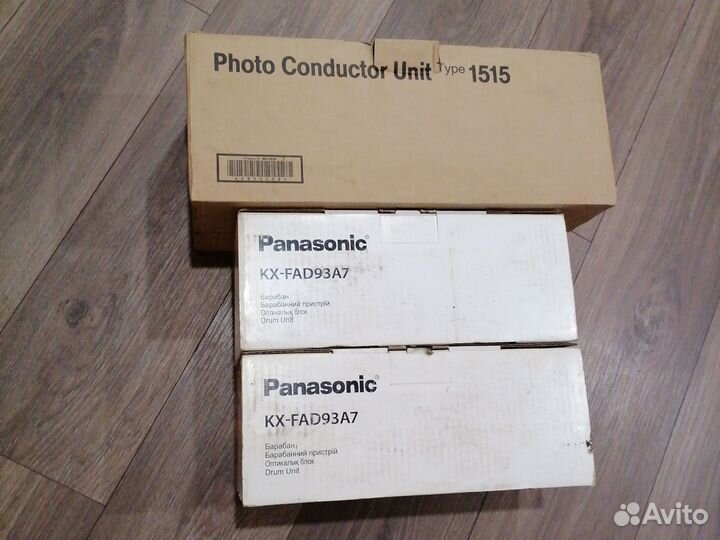 Photo Conductor Unit Type 1515
Panasonic
KX-FAD93A7
Барабан
Барабанний пристрій
Оптикалық блок
Drum Unit
Panasonic
KX-FAD93A7
Барабан
Барабанний пристрій
Оптикалық блок
Drum Unit
Avito